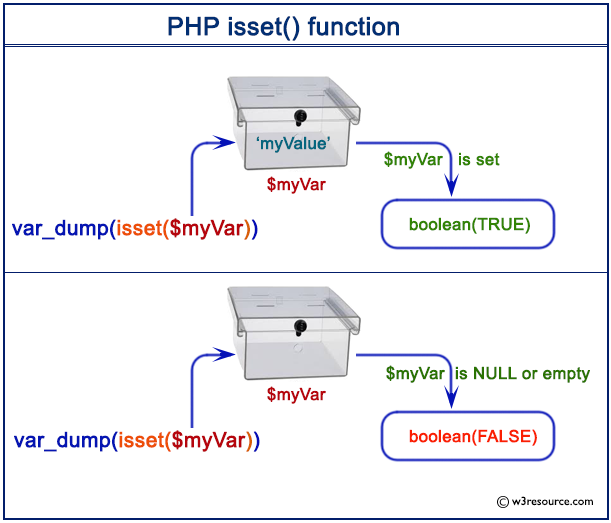 PHP isset() function
'myValue'
$myVar is set
$myVar
boolean(TRUE)
var_dump(isset($myVar))
$myVar is NULL or empty
$myVar
boolean(FALSE)
var_dump(isset($myVar))
© w3resource.com